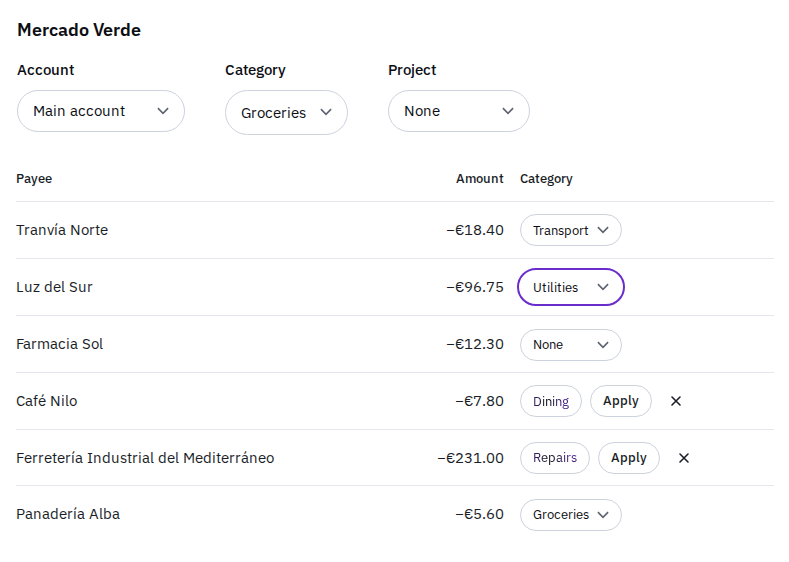 Mercado Verde
Account Category Project
Main account Groceries None
Payee Amount Category
Tranvía Norte −€18.40 Transport
Luz del Sur −€96.75 Utilities
Farmacia Sol −€12.30 None
Café Nilo −€7.80 Dining Apply
Ferretería Industrial del Mediterráneo −€231.00 Repairs Apply
Panadería Alba −€5.60 Groceries